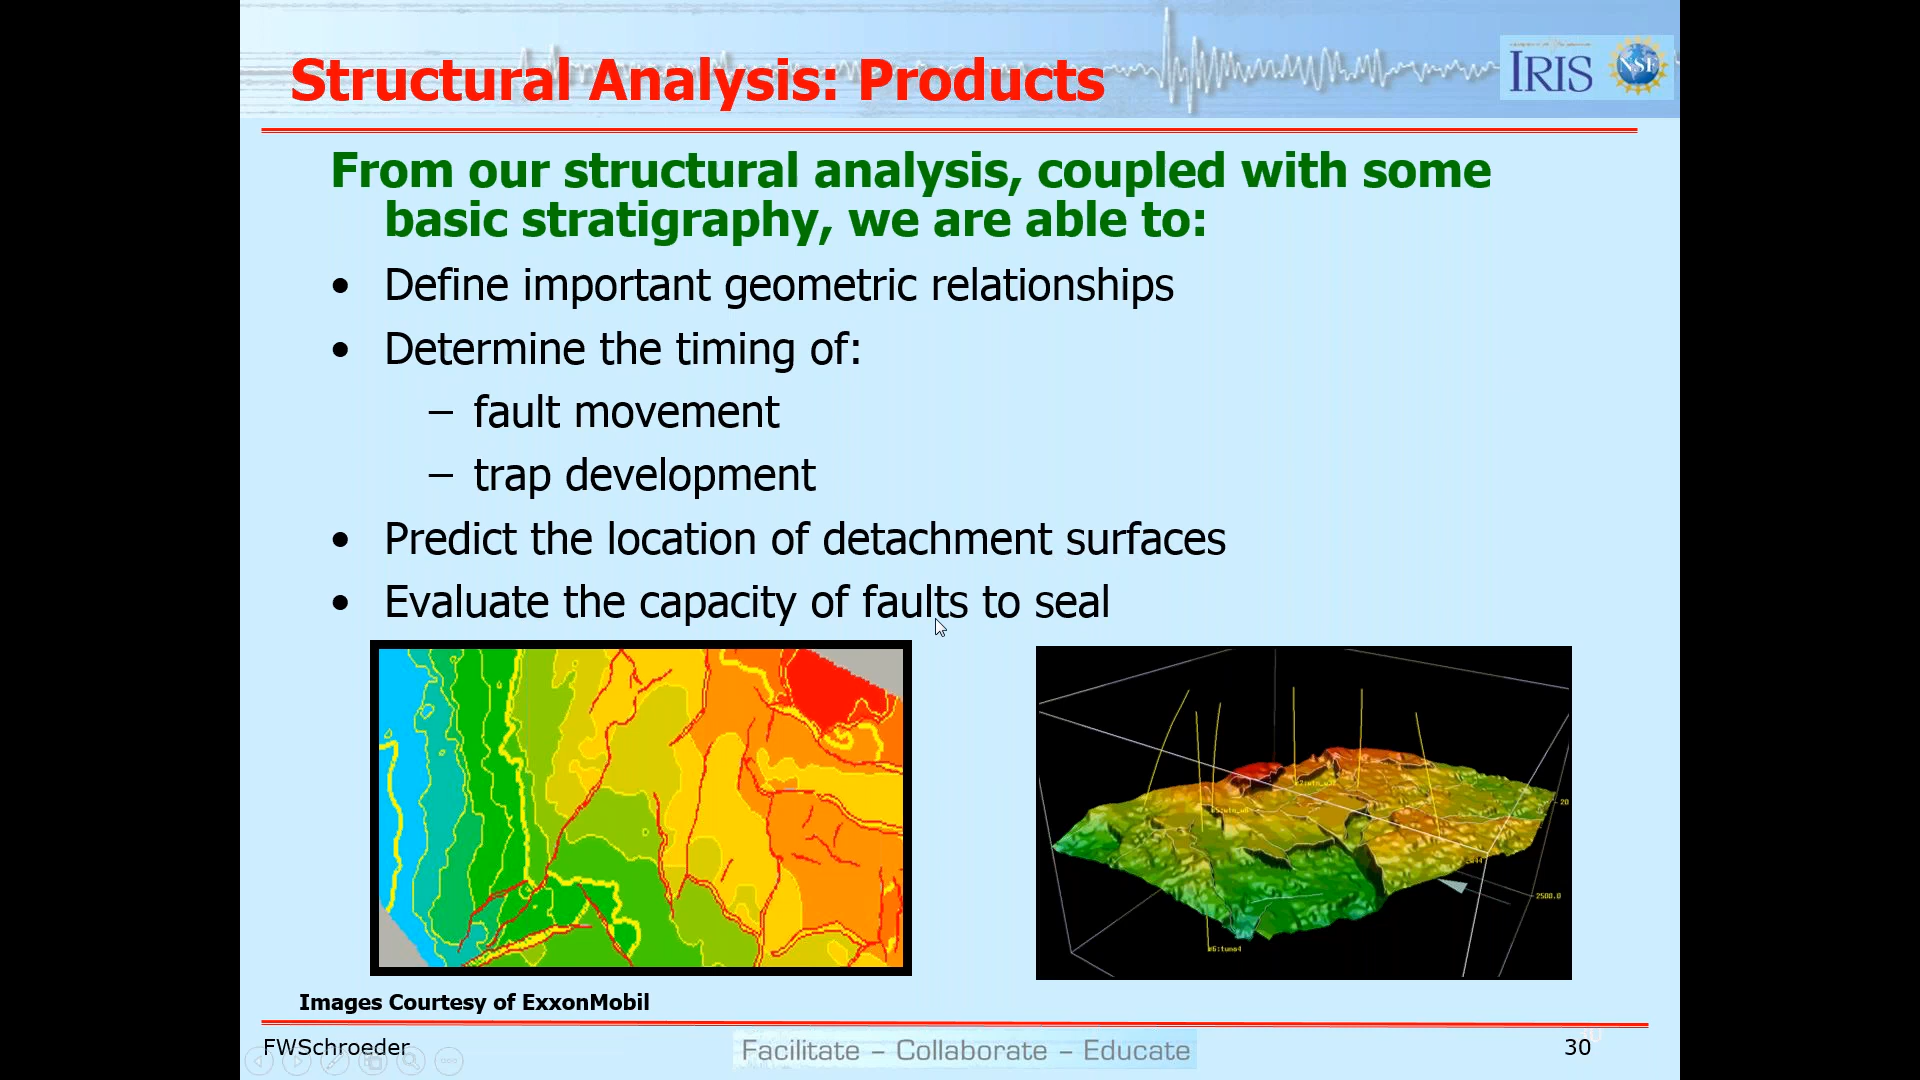 Structural Analysis: Products
IRIS
NSF
From our structural analysis, coupled with some
basic stratigraphy, we are able to:
• Define important geometric relationships
• Determine the timing of:
– fault movement
– trap development
• Predict the location of detachment surfaces
• Evaluate the capacity of faults to seal
2500.0
Images Courtesy of ExxonMobil
FWSchroeder
Facilitate – Collaborate – Educate
30